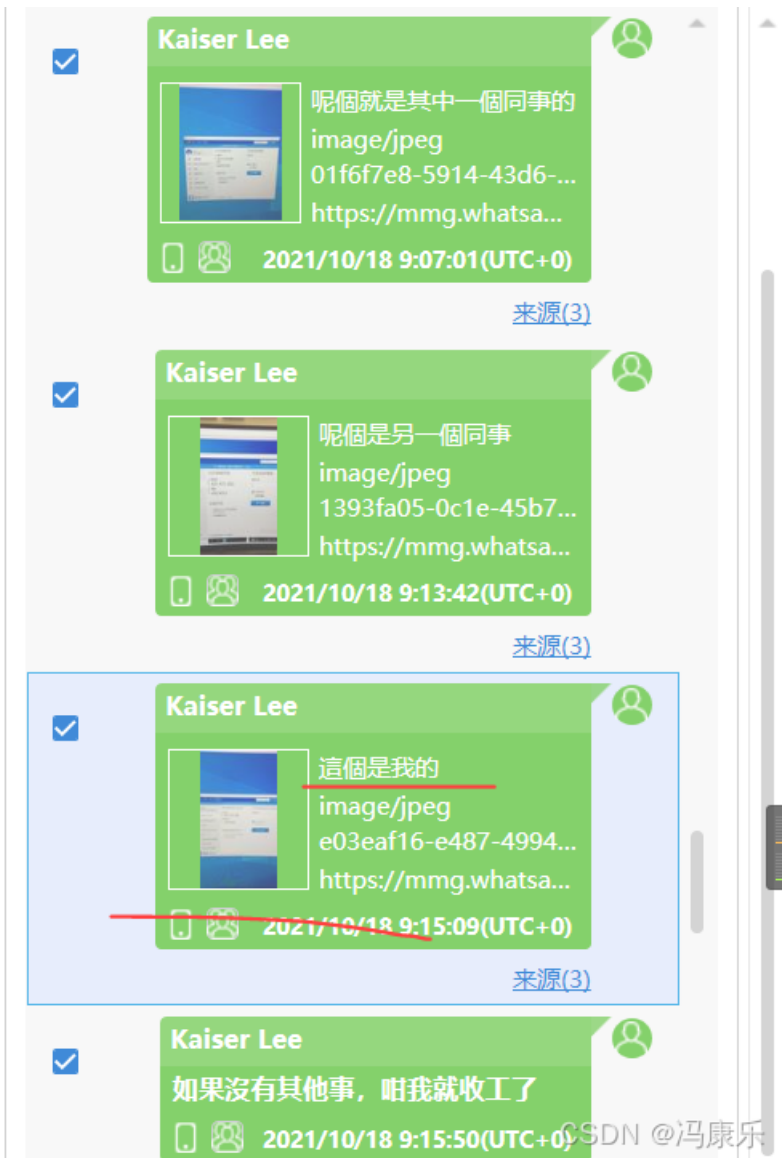 Kaiser Lee
呢個就是其中一個同事的
image/jpeg
01f6f7e8-5914-43d6-...
https://mmg.whatsa...
2021/10/18 9:07:01(UTC+0)
来源(3)
Kaiser Lee
呢個是另一個同事
image/jpeg
1393fa05-0c1e-45b7...
https://mmg.whatsa...
2021/10/18 9:13:42(UTC+0)
来源(3)
Kaiser Lee
這個是我的
image/jpeg
e03eaf16-e487-4994...
https://mmg.whatsa...
2021/10/18 9:15:09(UTC+0)
来源(3)
Kaiser Lee
如果沒有其他事，咁我就收工了
2021/10/18 9:15:50(UTC+0)
CSDN @冯康乐